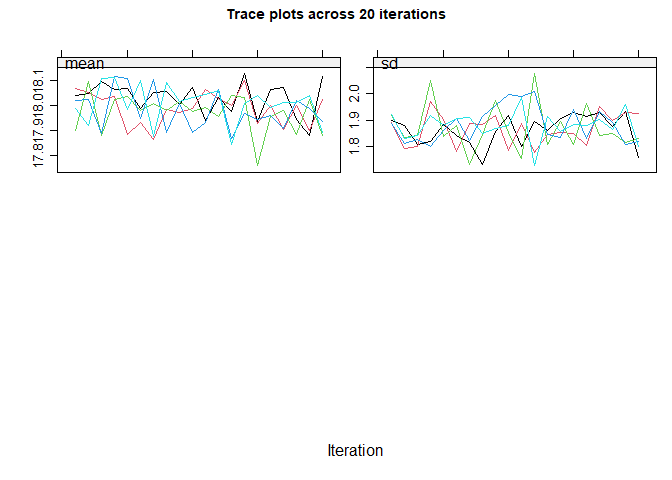 Trace plots across 20 iterations
mean
sd
17.8 17.9 18.0 18.1
1.8 1.9 2.0
Iteration